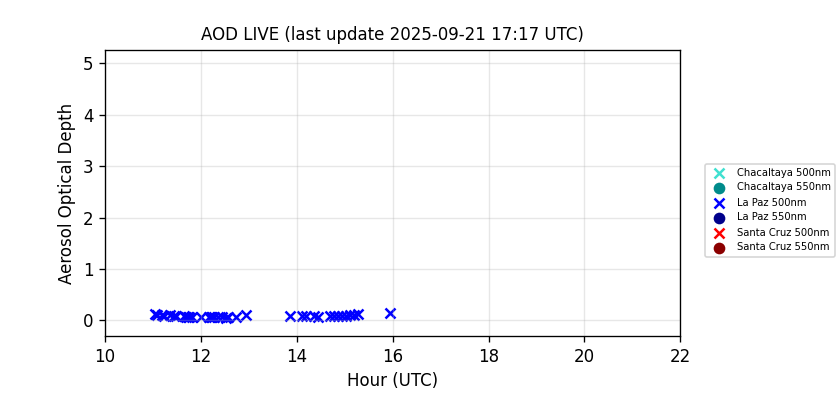 AOD LIVE (last update 2025-09-21 17:17 UTC)
Aerosol Optical Depth
5
4
3
2
1
0
10 12 14 16 18 20 22
Hour (UTC)
Chacaltaya 500nm
Chacaltaya 550nm
La Paz 500nm
La Paz 550nm
Santa Cruz 500nm
Santa Cruz 550nm